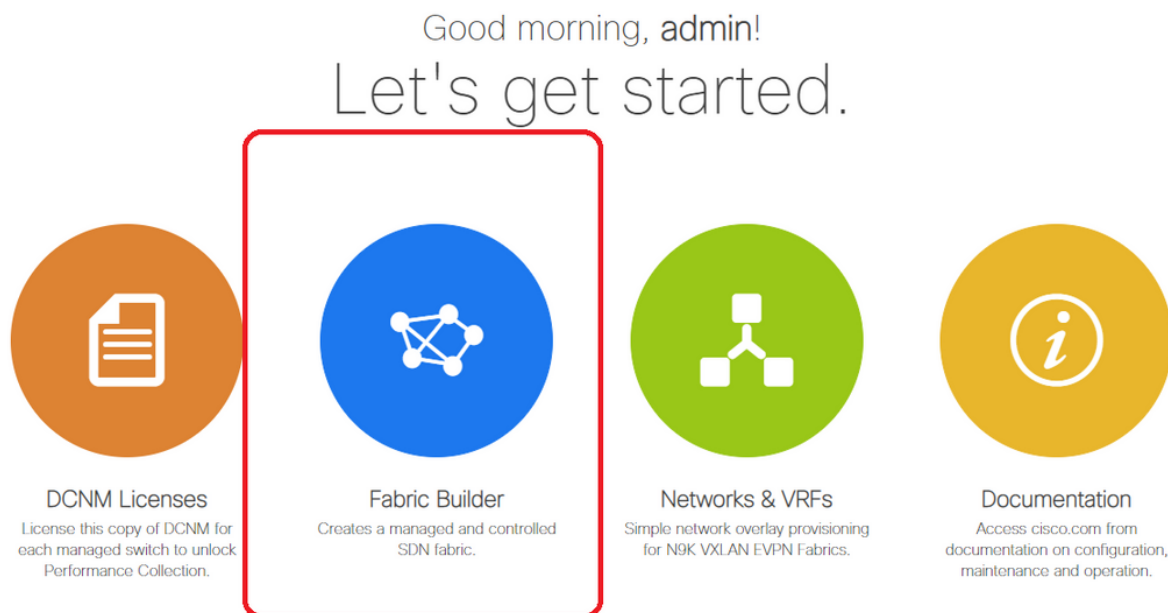 Good morning, admin!
Let's get started.
DCNM Licenses
License this copy of DCNM for
each managed switch to unlock
Performance Collection.
Fabric Builder
Creates a managed and controlled
SDN fabric.
Networks & VRFs
Simple network overlay provisioning
for N9K VXLAN EVPN Fabrics.
Documentation
Access cisco.com from
documentation on configuration,
maintenance and operation.